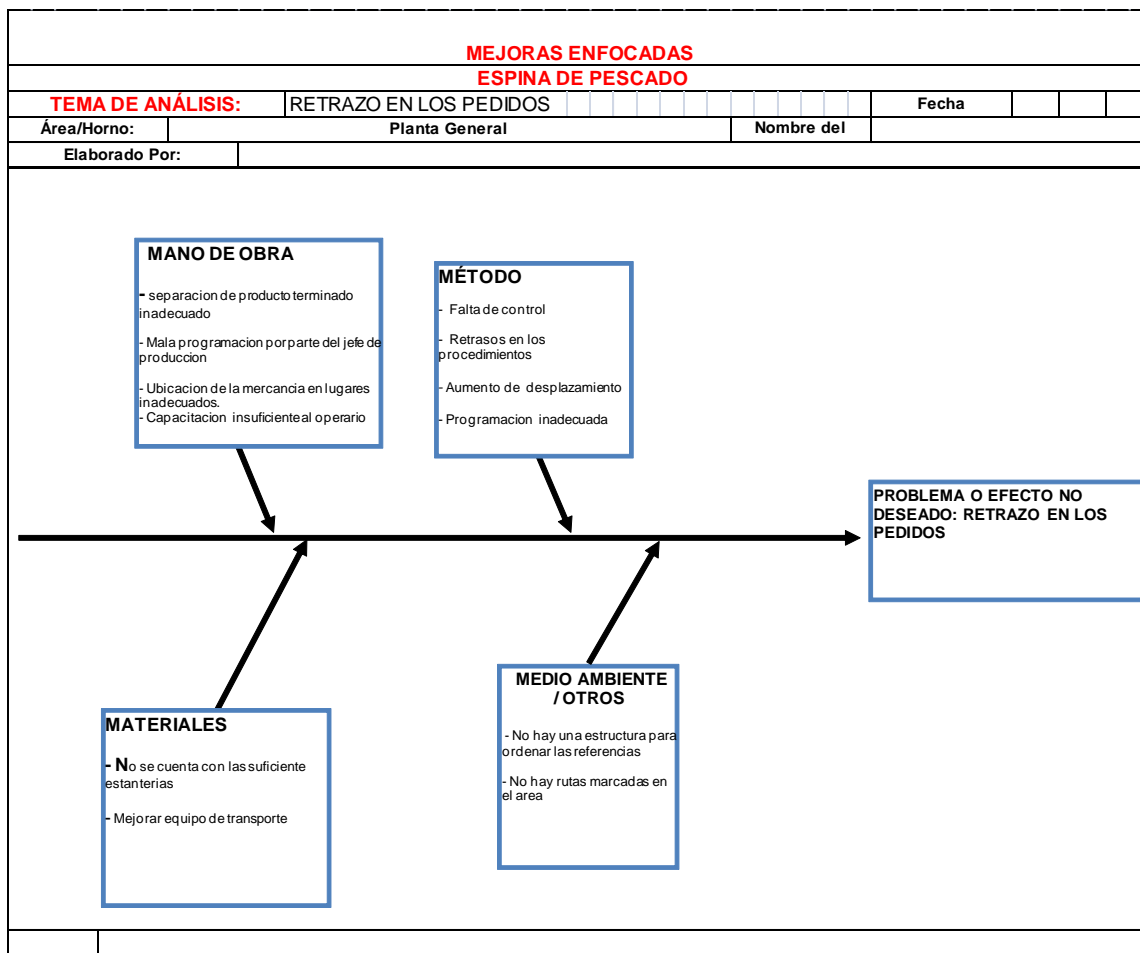 MEJORAS ENFOCADAS
ESPINA DE PESCADO
TEMA DE ANÁLISIS: RETRAZO EN LOS PEDIDOS Fecha
Área/Horno: Planta General Nombre del
Elaborado Por:
MANO DE OBRA
- separacion de producto terminado
inadecuado
- Mala programacion por parte del jefe de
produccion
- Ubicacion de la mercancia en lugares
inadecuados.
- Capacitacion insuficiente al operario
MÉTODO
- Falta de control
- Retrasos en los
procedimientos
- Aumento de desplazamiento
- Programacion inadecuada
PROBLEMA O EFECTO NO
DESEADO: RETRAZO EN LOS
PEDIDOS
MATERIALES
- No se cuenta con las suficiente
estanterias
- Mejorar equipo de transporte
MEDIO AMBIENTE
/ OTROS
- No hay una estructura para
ordenar las referencias
- No hay rutas marcadas en
el area